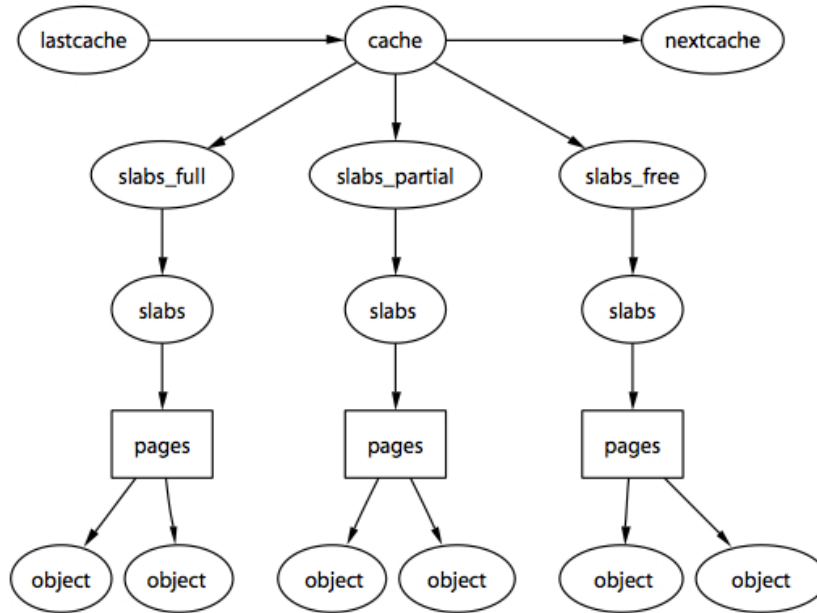 lastcache
cache
nextcache
slabs_full
slabs_partial
slabs_free
slabs
slabs
slabs
pages
pages
pages
object
object
object
object
object
object